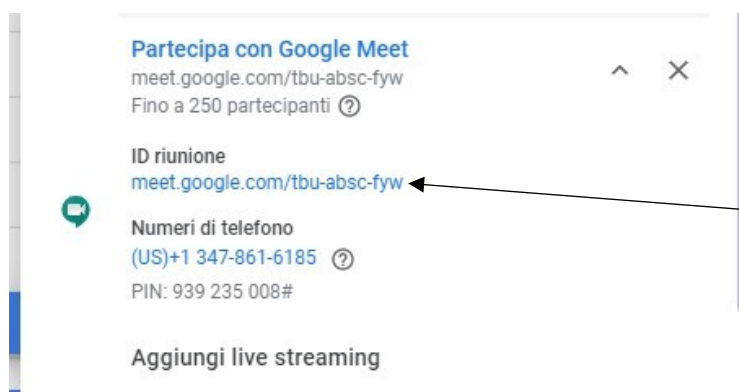 Partecipa con Google Meet
meet.google.com/tbu-absc-fyw
Fino a 250 partecipanti
ID riunione
meet.google.com/tbu-absc-fyw
Numeri di telefono
(US)+1 347-861-6185
PIN: 939 235 008#
Aggiungi live streaming